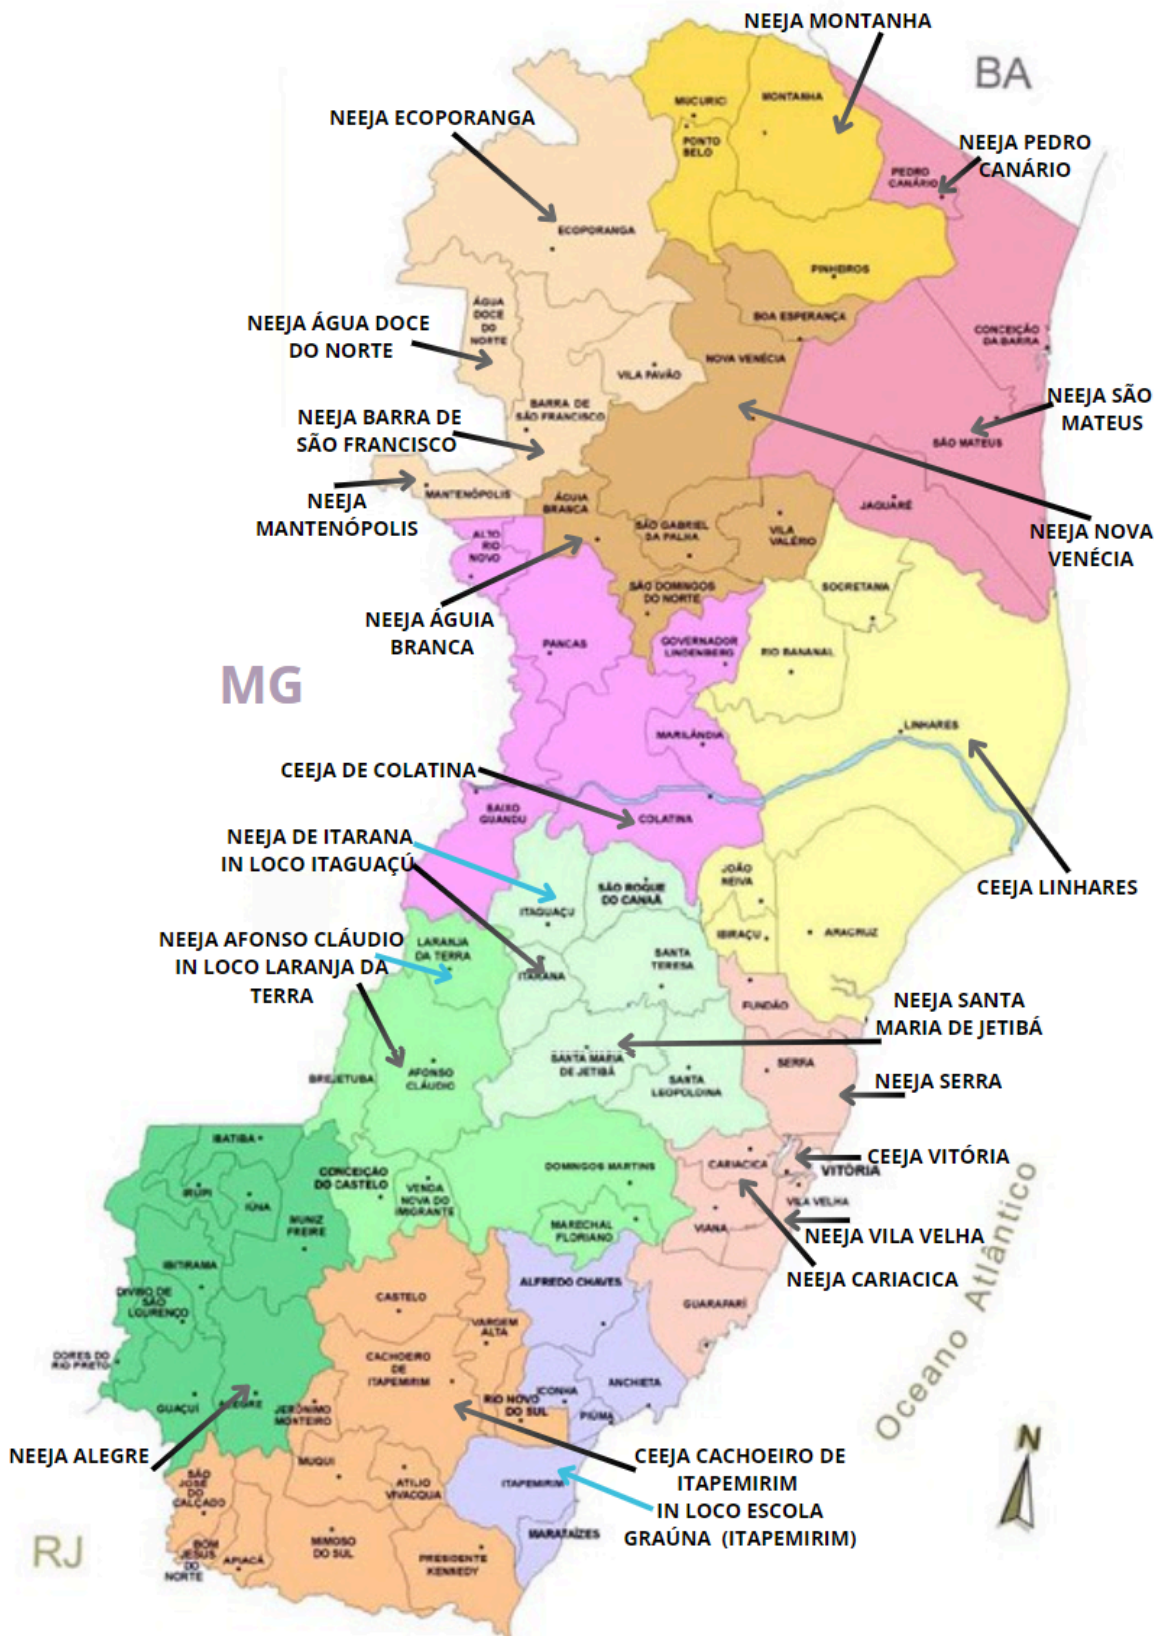 NEEJA MONTANHA
BA
NEEJA ECOPORANGA
MUCURICI
MONTANHA
PONTO
BELO
NEEJA PEDRO
CANÁRIO
PEDRO
CANÁRIO
ECOPORANGA
PINHEIROS
ÁGUA
DOCE
DO
NORTE
NEEJA ÁGUA DOCE
DO NORTE
BOA ESPERANÇA
CONCEIÇÃO
DA BARRA
NOVA VENÉCIA
VILA PAVÃO
NEEJA BARRA DE
SÃO FRANCISCO
BARRA DE
SÃO FRANCISCO
NEEJA SÃO
MATEUS
SÃO MATEUS
NEEJA
MANTENÓPOLIS
MANTENÓPOLIS
ÁGUIA
BRANCA
JAGUARÉ
SÃO GABRIEL
DA PALHA
VILA
VALÉRIO
NEEJA NOVA
VENÉCIA
ALTO
RIO
NOVO
SÃO DOMINGOS
DO NORTE
SOORETAMA
NEEJA ÁGUIA
BRANCA
PANCAS
GOVERNADOR
LINDENBERG
RIO BANANAL
MG
MARILÂNDIA
LINHARES
CEEJA DE COLATINA
BAIXO
GUANDU
COLATINA
NEEJA DE ITARANA
IN LOCO ITAGUAÇÚ
CEEJA LINHARES
JOÃO
NEIVA
SÃO ROQUE
DO CANAÃ
ITAGUAÇU
IBIRAÇU
ARACRUZ
NEEJA AFONSO CLÁUDIO
IN LOCO LARANJA DA
TERRA
LARANJA
DA TERRA
ITARANA
SANTA
TERESA
FUNDÃO
NEEJA SANTA
MARIA DE JETIBÁ
SANTA MARIA
DE JETIBÁ
SERRA
NEEJA SERRA
BREJETUBA
AFONSO
CLÁUDIO
SANTA
LEOPOLDINA
IBATIBA
CONCEIÇÃO
DO CASTELO
DOMINGOS MARTINS
CARIACICA
VITÓRIA
CEEJA VITÓRIA
IRUPI
IÚNA
VENDA
NOVA DO
IMIGRANTE
VILA VELHA
MUNIZ
FREIRE
MARECHAL
FLORIANO
VIANA
NEEJA VILA VELHA
IBITIRAMA
NEEJA CARIACICA
ALFREDO CHAVES
Oceano Atlântico
DIVISO DE
SÃO
LOURENÇO
CASTELO
GUARAPARÍ
VARGEM
ALTA
DORES DO
RIO PRETO
CACHOEIRO
DE
ITAPEMIRIM
ICONHA
ANCHIETA
GUAÇUÍ
ALEGRE
JERÔNIMO
MONTEIRO
RIO NOVO
DO SUL
PIÚMA
N
NEEJA ALEGRE
CEEJA CACHOEIRO DE
ITAPEMIRIM
IN LOCO ESCOLA
GRAÚNA (ITAPEMIRIM)
MUQUI
SÃO
JOSÉ
DO
CALÇADO
ATILIO
VIVACQUA
ITAPEMIRIM
MARATAÍZES
RJ
BOM
JESUS
DO
NORTE
APIACÁ
MIMOSO
DO SUL
PRESIDENTE
KENNEDY